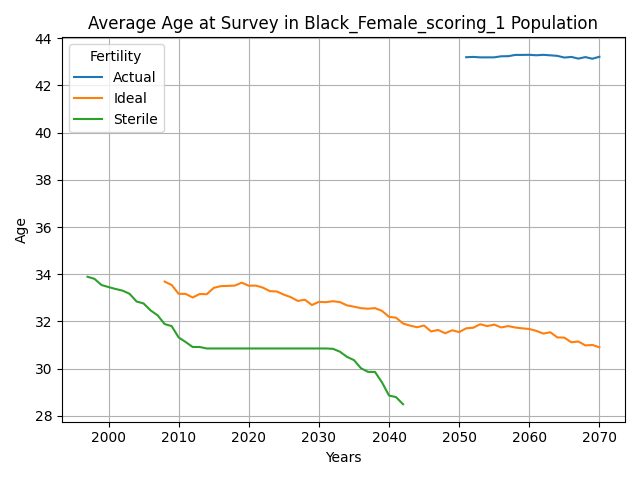 Average Age at Survey in Black_Female_scoring_1 Population
Fertility
Actual
Ideal
Sterile
Age
44
42
40
38
36
34
32
30
28
2000 2010 2020 2030 2040 2050 2060 2070
Years